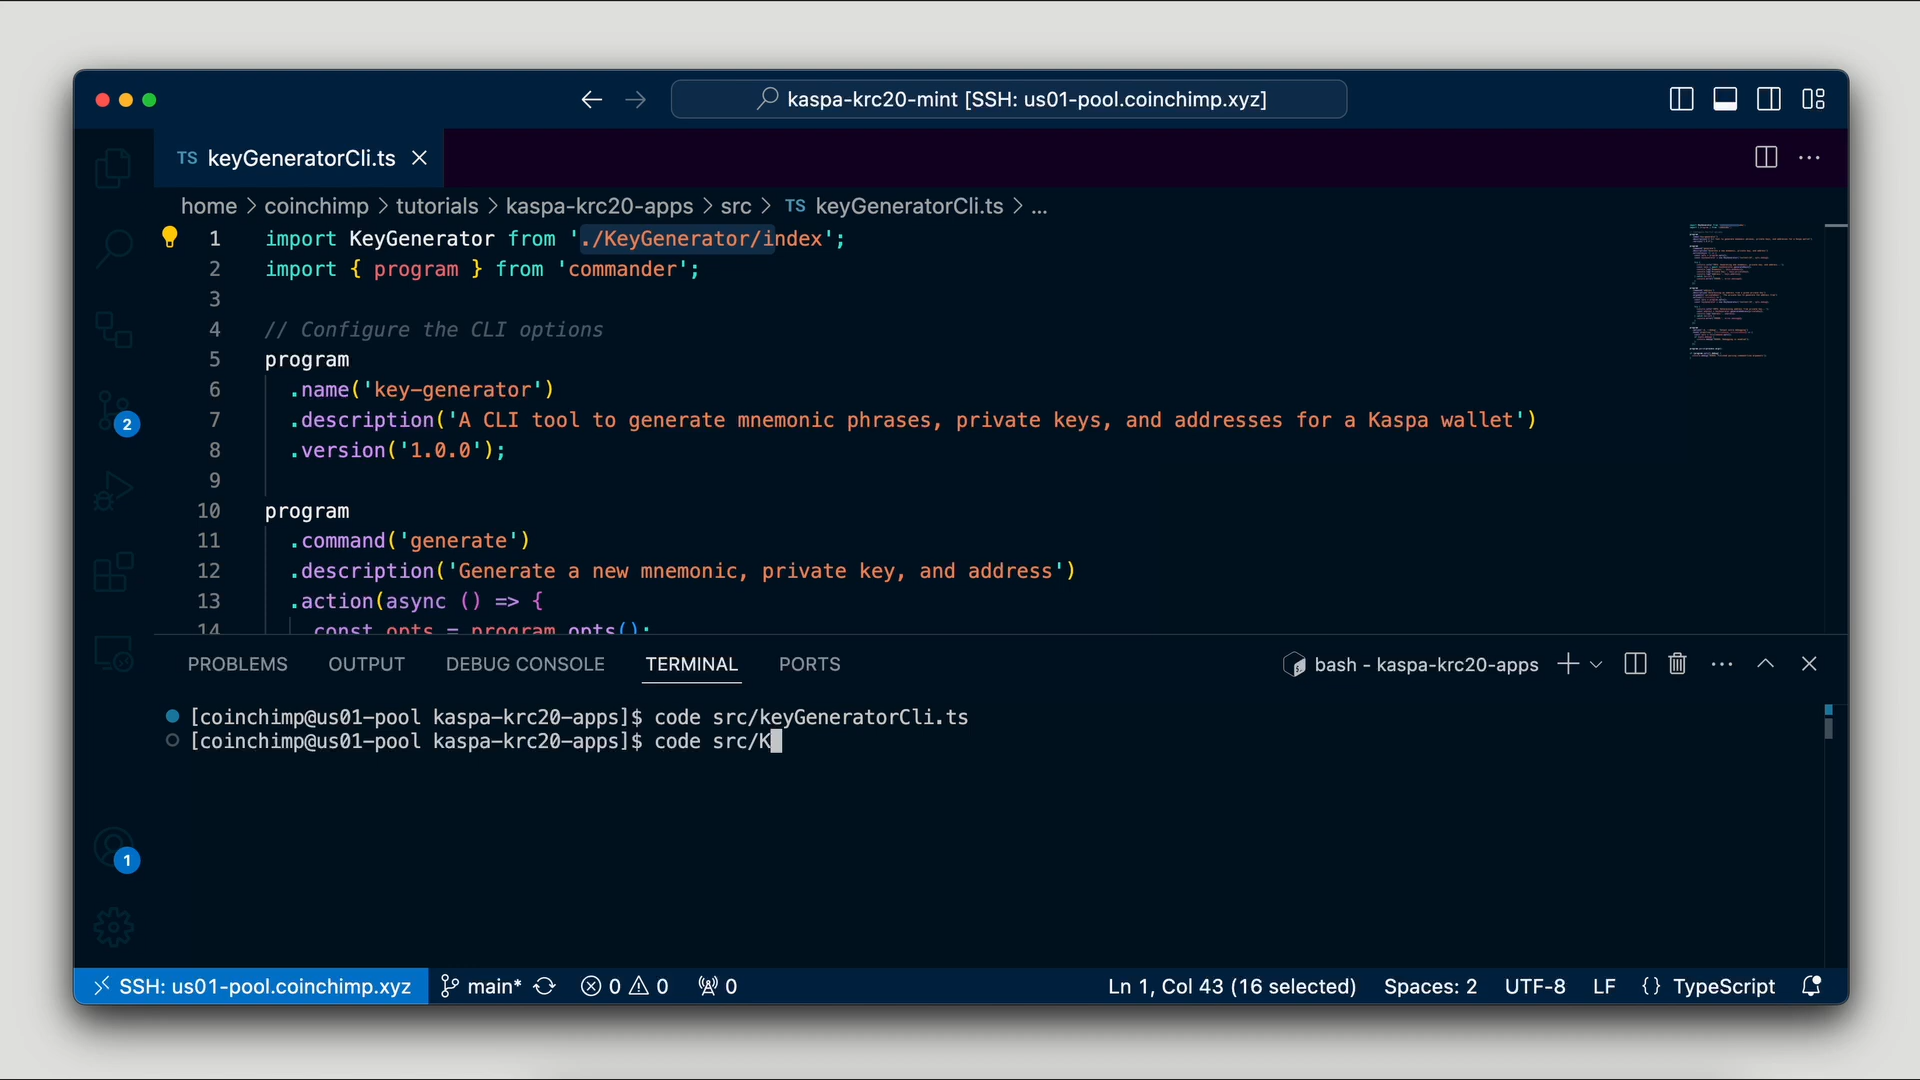 kaspa-krc20-mint [SSH: us01-pool.coinchimp.xyz]
TS keyGeneratorCli.ts
home > coinchimp > tutorials > kaspa-krc20-apps > src > TS keyGeneratorCli.ts > ...
1 import KeyGenerator from './KeyGenerator/index';
2 import { program } from 'commander';
3
4 // Configure the CLI options
5 program
6 .name('key-generator')
7 .description('A CLI tool to generate mnemonic phrases, private keys, and addresses for a Kaspa wallet')
8 .version('1.0.0');
9
10 program
11 .command('generate')
12 .description('Generate a new mnemonic, private key, and address')
13 .action(async () => {
14 const opts = program.opts();
2
1
PROBLEMS OUTPUT DEBUG CONSOLE TERMINAL PORTS bash - kaspa-krc20-apps
[coinchimp@us01-pool kaspa-krc20-apps]$ code src/keyGeneratorCli.ts
[coinchimp@us01-pool kaspa-krc20-apps]$ code src/K
SSH: us01-pool.coinchimp.xyz main* 0 0 0 Ln 1, Col 43 (16 selected) Spaces: 2 UTF-8 LF {} TypeScript